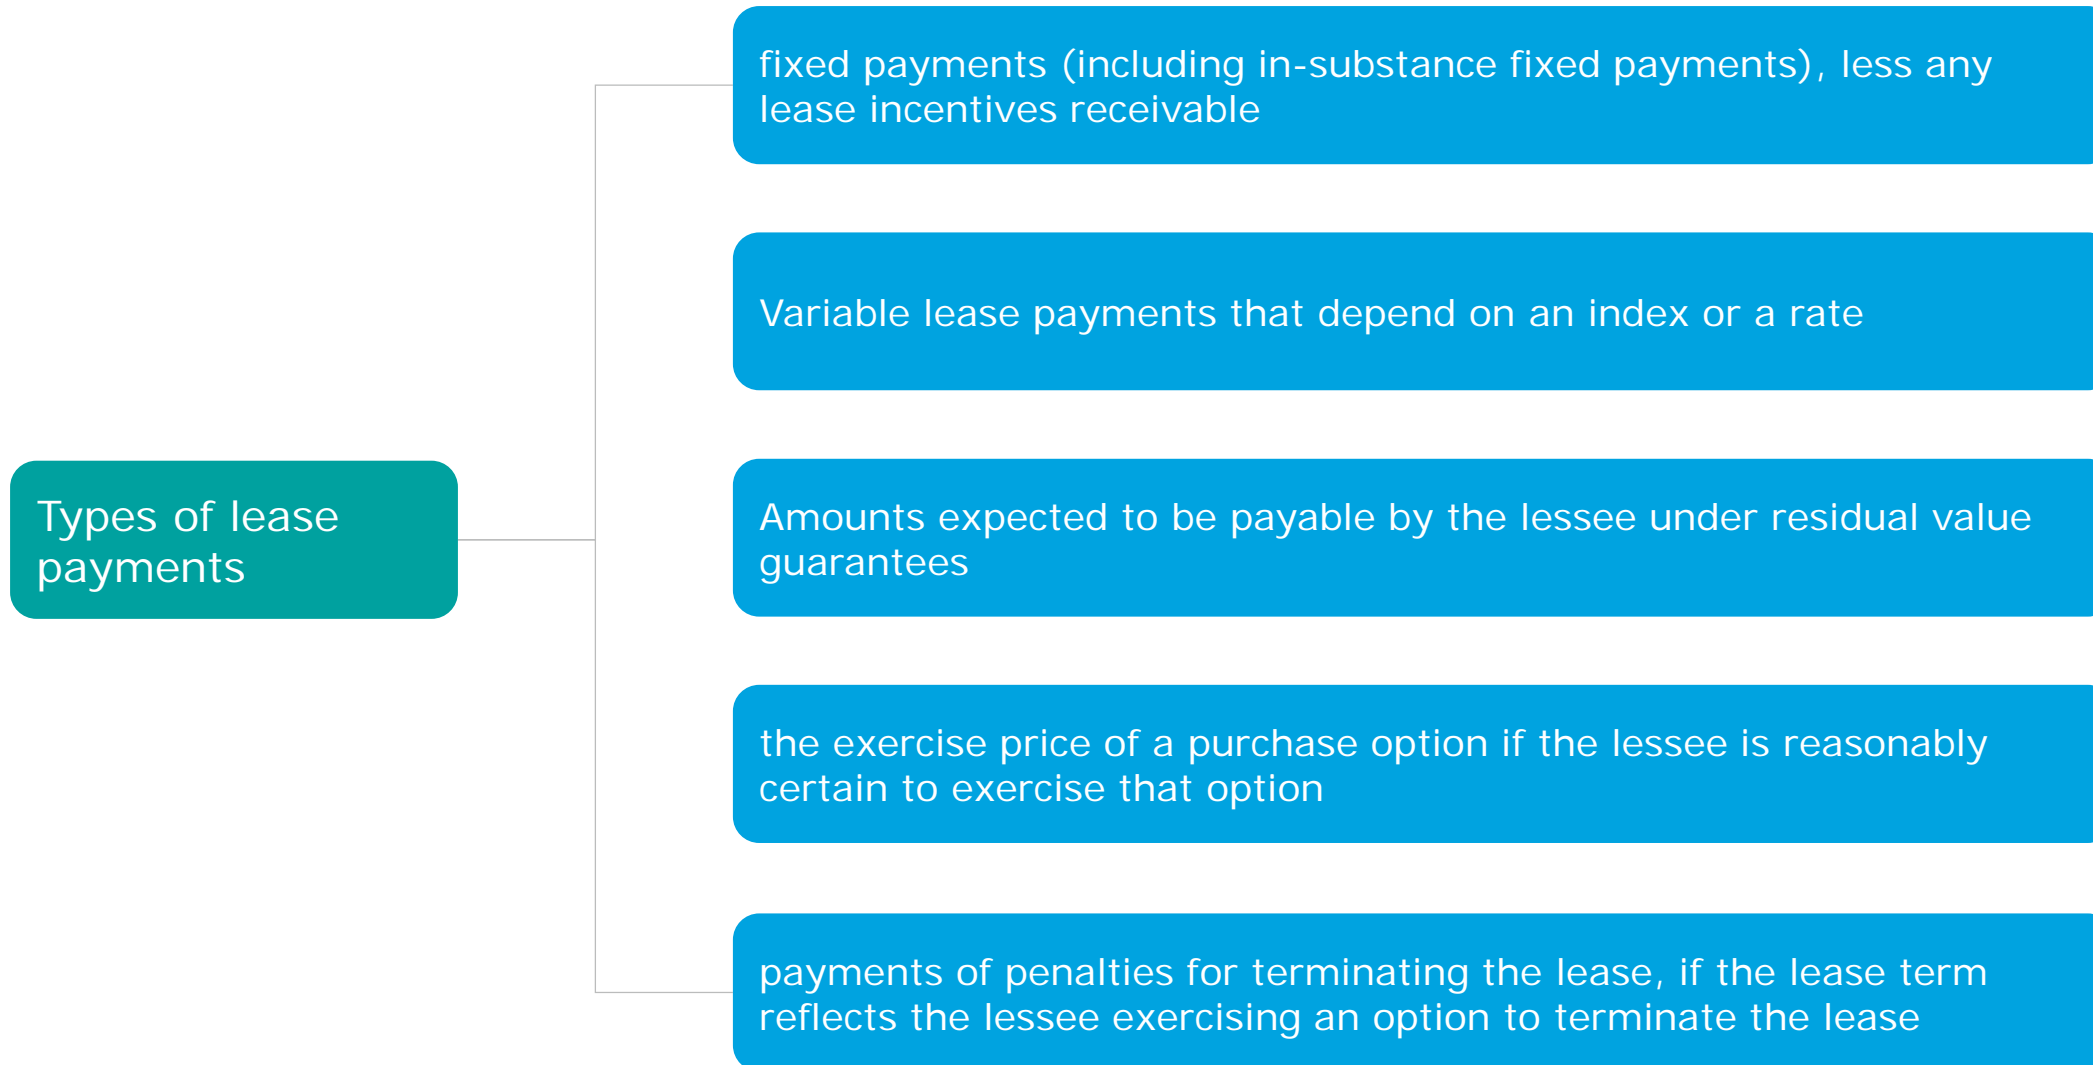 fixed payments (including in-substance fixed payments), less any
lease incentives receivable
Variable lease payments that depend on an index or a rate
Types of lease
payments
Amounts expected to be payable by the lessee under residual value
guarantees
the exercise price of a purchase option if the lessee is reasonably
certain to exercise that option
payments of penalties for terminating the lease, if the lease term
reflects the lessee exercising an option to terminate the lease